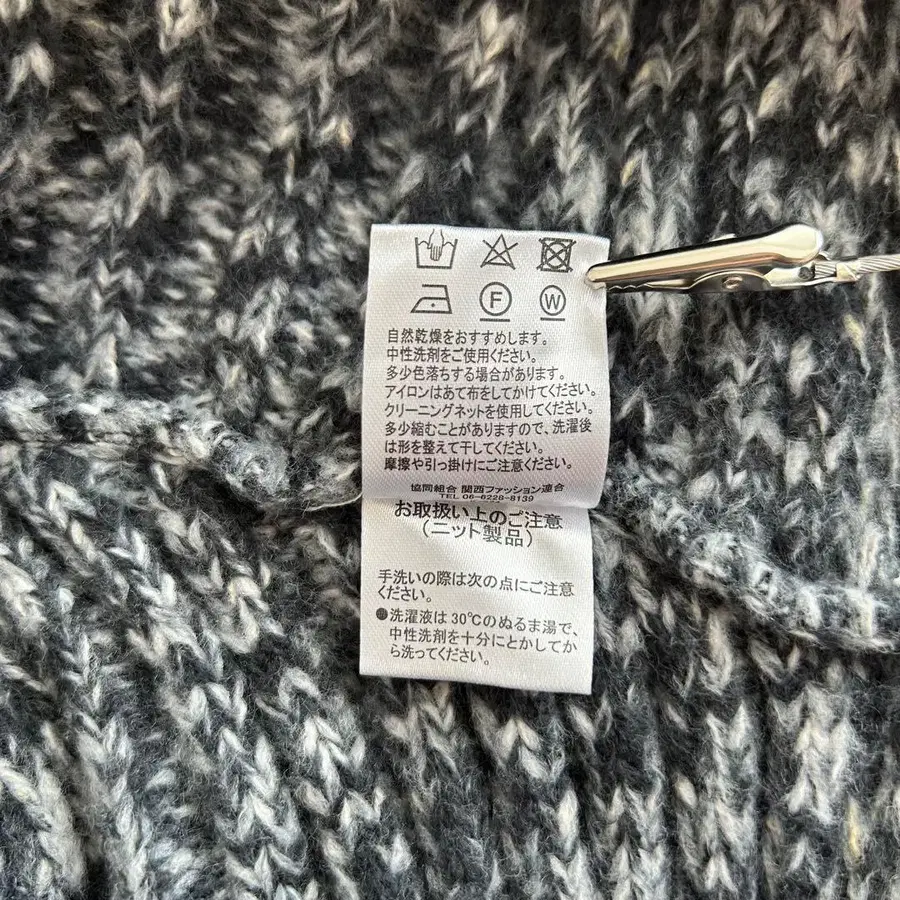 F W
自然乾燥をおすすめします。
中性洗剤をご使用ください。
多少色落ちする場合があります。
アイロンはあて布をしてかけてください。
クリーニングネットを使用してください。
多少縮むことがありますので、洗濯後
は形を整えて干してください。
摩擦や引っ掛けにご注意ください。
協同組合 関西ファッション連合
TEL 06-6228-8139
お取扱い上のご注意
(ニット製品)
手洗いの際は次の点にご注意
ください。
●洗濯液は30℃のぬるま湯で、
中性洗剤を十分にとかしてか
ら洗ってください。